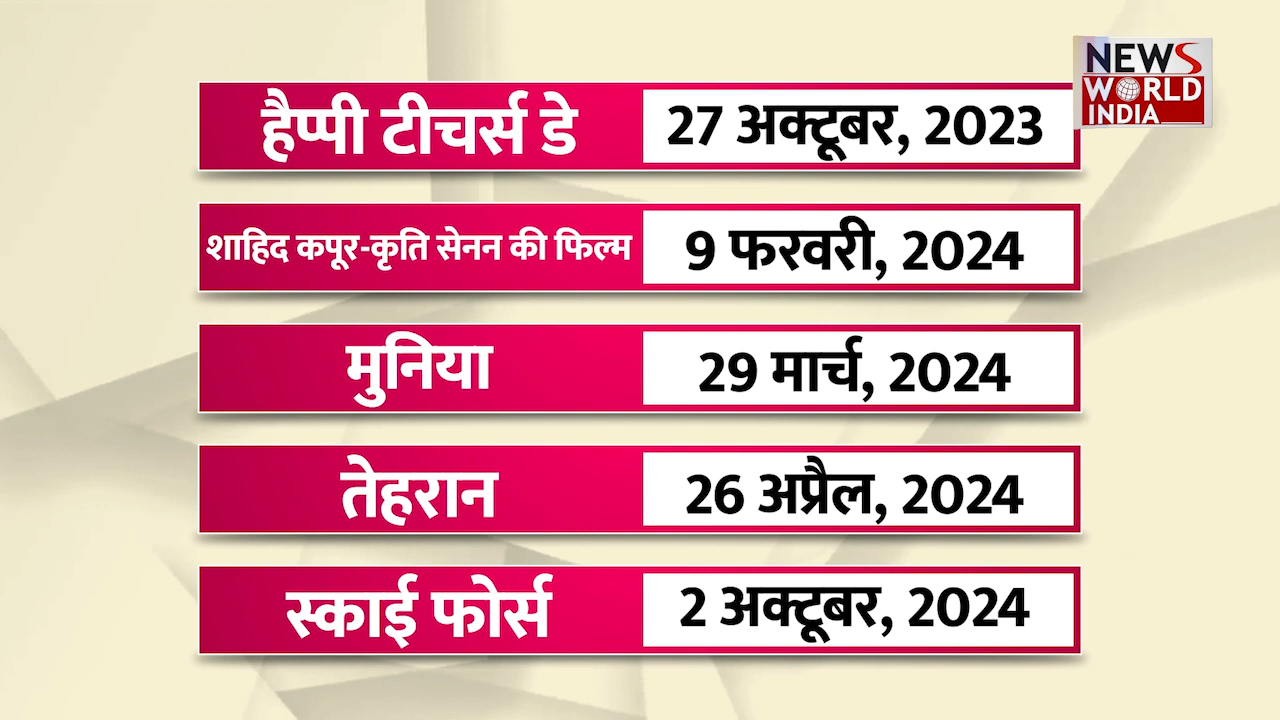 NEWS
WORLD
INDIA
हैप्पी टीचर्स डे 27 अक्टूबर, 2023
शाहिद कपूर-कृति सेनन की फिल्म 9 फरवरी, 2024
मुनिया 29 मार्च, 2024
तेहरान 26 अप्रैल, 2024
स्काई फोर्स 2 अक्टूबर, 2024